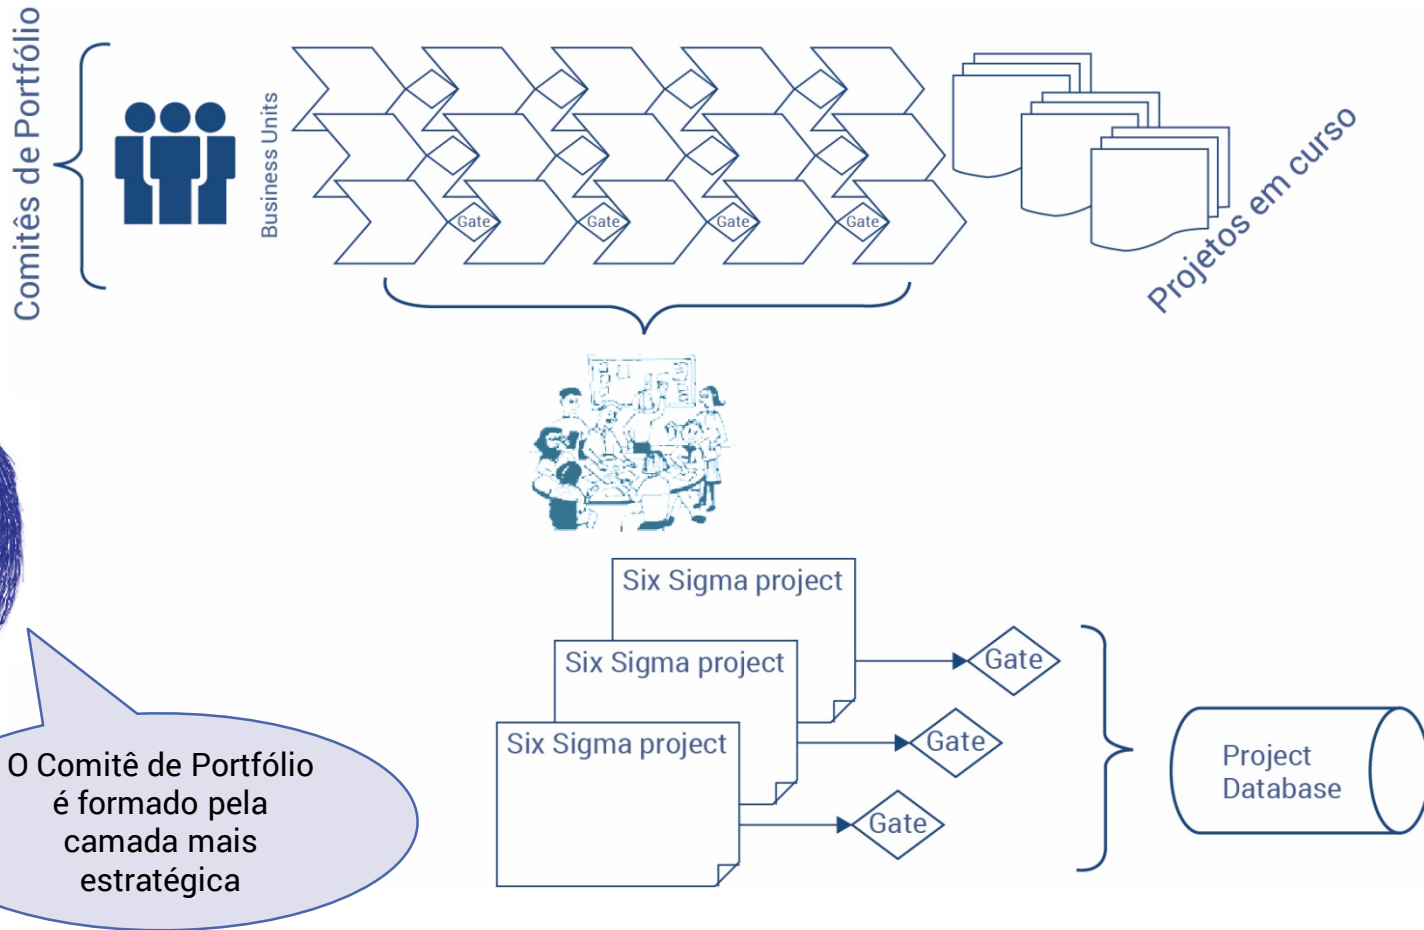 Comitês de Portfólio
Business Units
Gate
Gate
Gate
Gate
Projetos em curso
Six Sigma project
Gate
Six Sigma project
Gate
Six Sigma project
Gate
Project
Database
O Comitê de Portfólio
é formado pela
camada mais
estratégica